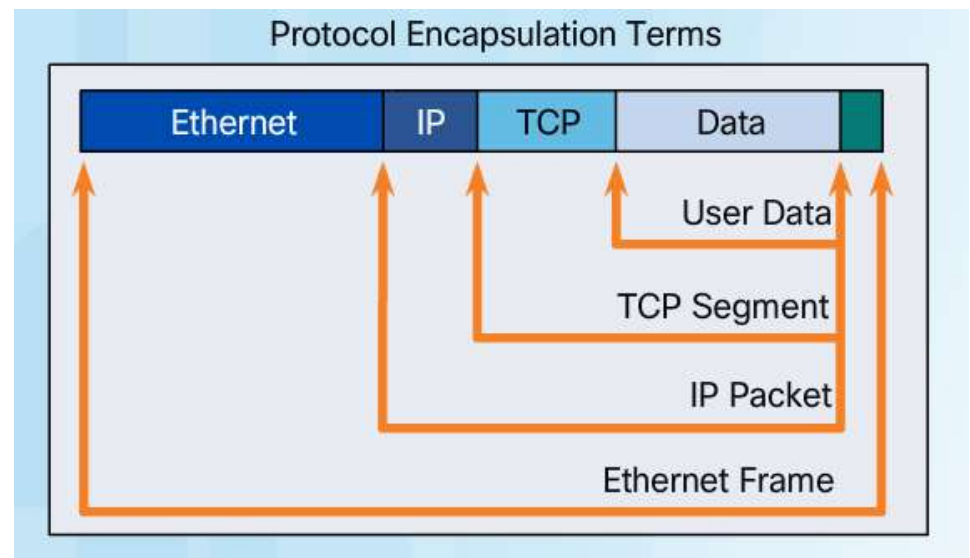 Protocol Encapsulation Terms
Ethernet IP TCP Data
User Data
TCP Segment
IP Packet
Ethernet Frame